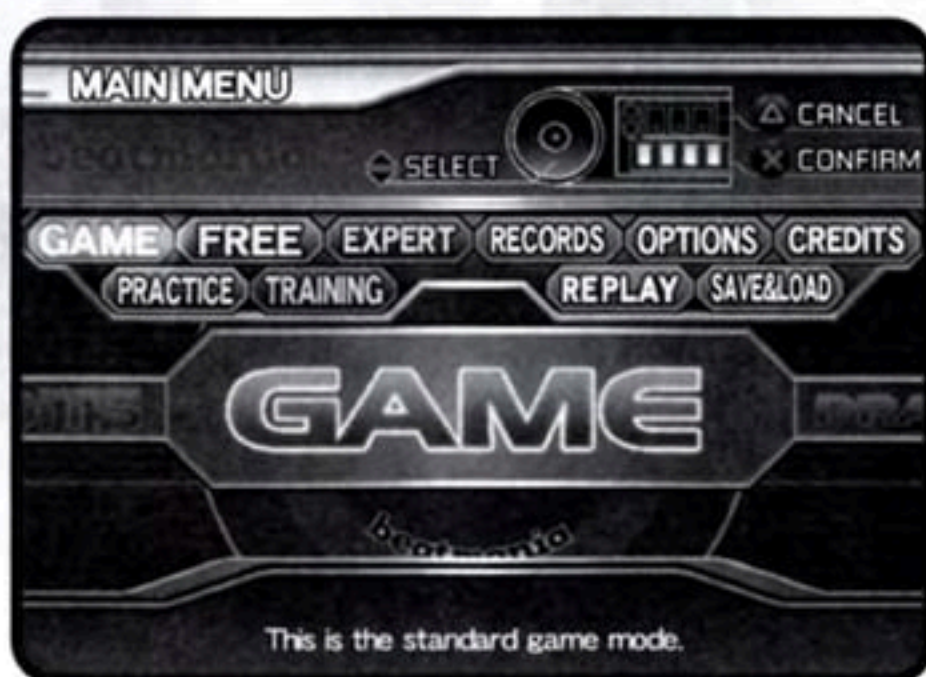 MAIN MENU
beatmania
SELECT
CANCEL
CONFIRM
GAME FREE EXPERT RECORDS OPTIONS CREDITS
PRACTICE TRAINING REPLAY SAVE&LOAD
GAME
beatmania
This is the standard game mode.